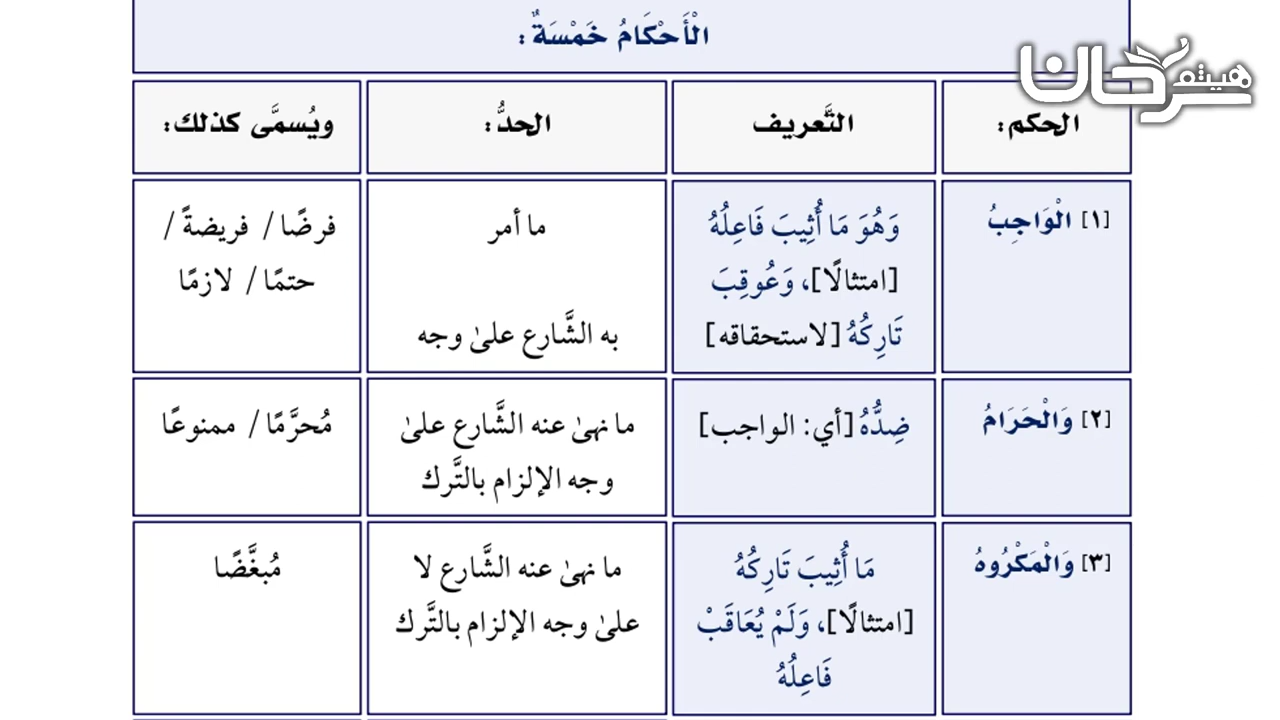 الْأَحْكَامُ خَمْسَةٌ:
هيثم سرحان
الحكم:
التَّعريف
الحدُّ:
ويُسمَّى كذلك:
[١] الْوَاجِبُ
وَهُوَ مَا أُثِيبَ فَاعِلُهُ
[امتثالًا]، وَعُوقِبَ
تَارِكُهُ [لاستحقاقه]
ما أمر
به الشَّارع علىٰ وجه
فرضًا/ فريضةً/
حتمًا/ لازمًا
[٢] وَالْحَرَامُ
ضِدُّهُ [أي: الواجب]
ما نهىٰ عنه الشَّارع علىٰ
وجه الإلزام بالتَّرك
مُحرَّمًا/ ممنوعًا
[٣] وَالْمَكْرُوهُ
مَا أُثِيبَ تَارِكُهُ
[امتثالًا]، وَلَمْ يُعَاقَبْ
فَاعِلُهُ
ما نهىٰ عنه الشَّارع لا
علىٰ وجه الإلزام بالتَّرك
مُبغَّضًا